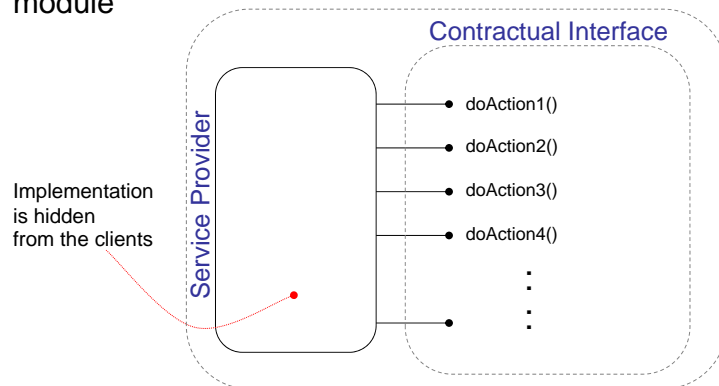 module
Contractual Interface
Service Provider
doAction1()
doAction2()
doAction3()
doAction4()
Implementation
is hidden
from the clients